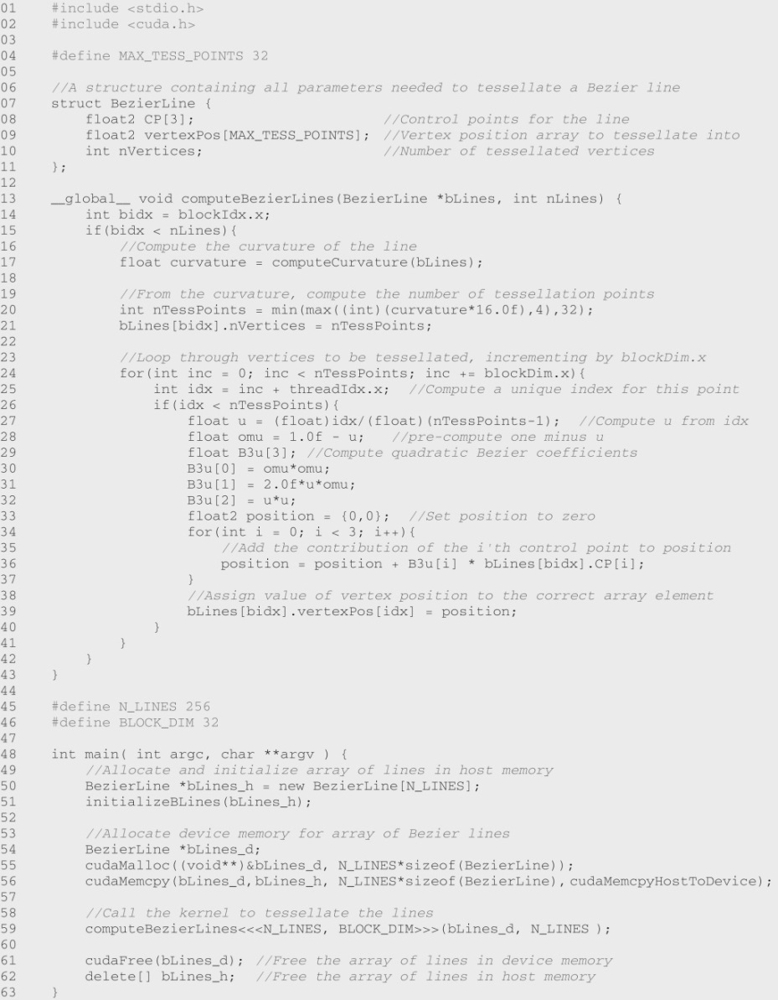 01 #include <stdio.h>
02 #include <cuda.h>
03
04 #define MAX_TESS_POINTS 32
05
06 //A structure containing all parameters needed to tessellate a Bezier line
07 struct BezierLine {
08     float2 CP[3];                      //Control points for the line
09     float2 vertexPos[MAX_TESS_POINTS]; //Vertex position array to tessellate into
10     int nVertices;                     //Number of tessellated vertices
11 };
12
13 __global__ void computeBezierLines(BezierLine *bLines, int nLines) {
14     int bidx = blockIdx.x;
15     if(bidx < nLines){
16         //Compute the curvature of the line
17         float curvature = computeCurvature(bLines);
18
19         //From the curvature, compute the number of tessellation points
20         int nTessPoints = min(max((int)(curvature*16.0f),4),32);
21         bLines[bidx].nVertices = nTessPoints;
22
23         //Loop through vertices to be tessellated, incrementing by blockDim.x
24         for(int inc = 0; inc < nTessPoints; inc += blockDim.x){
25             int idx = inc + threadIdx.x;  //Compute a unique index for this point
26             if(idx < nTessPoints){
27                 float u = (float)idx/(float)(nTessPoints-1);  //Compute u from idx
28                 float omu = 1.0f - u;   //pre-compute one minus u
29                 float B3u[3]; //Compute quadratic Bezier coefficients
30                 B3u[0] = omu*omu;
31                 B3u[1] = 2.0f*u*omu;
32                 B3u[2] = u*u;
33                 float2 position = {0,0};  //Set position to zero
34                 for(int i = 0; i < 3; i++){
35                     //Add the contribution of the i'th control point to position
36                     position = position + B3u[i] * bLines[bidx].CP[i];
37                 }
38                 //Assign value of vertex position to the correct array element
39                 bLines[bidx].vertexPos[idx] = position;
40             }
41         }
42     }
43 }
44
45 #define N_LINES 256
46 #define BLOCK_DIM 32
47
48 int main( int argc, char **argv ) {
49     //Allocate and initialize array of lines in host memory
50     BezierLine *bLines_h = new BezierLine[N_LINES];
51     initializeBLines(bLines_h);
52
53     //Allocate device memory for array of Bezier lines
54     BezierLine *bLines_d;
55     cudaMalloc((void**)&bLines_d, N_LINES*sizeof(BezierLine));
56     cudaMemcpy(bLines_d,bLines_h, N_LINES*sizeof(BezierLine),cudaMemcpyHostToDevice);
57
58     //Call the kernel to tessellate the lines
59     computeBezierLines<<<N_LINES, BLOCK_DIM>>>(bLines_d, N_LINES );
60
61     cudaFree(bLines_d); //Free the array of lines in device memory
62     delete[] bLines_h;  //Free the array of lines in host memory
63 }